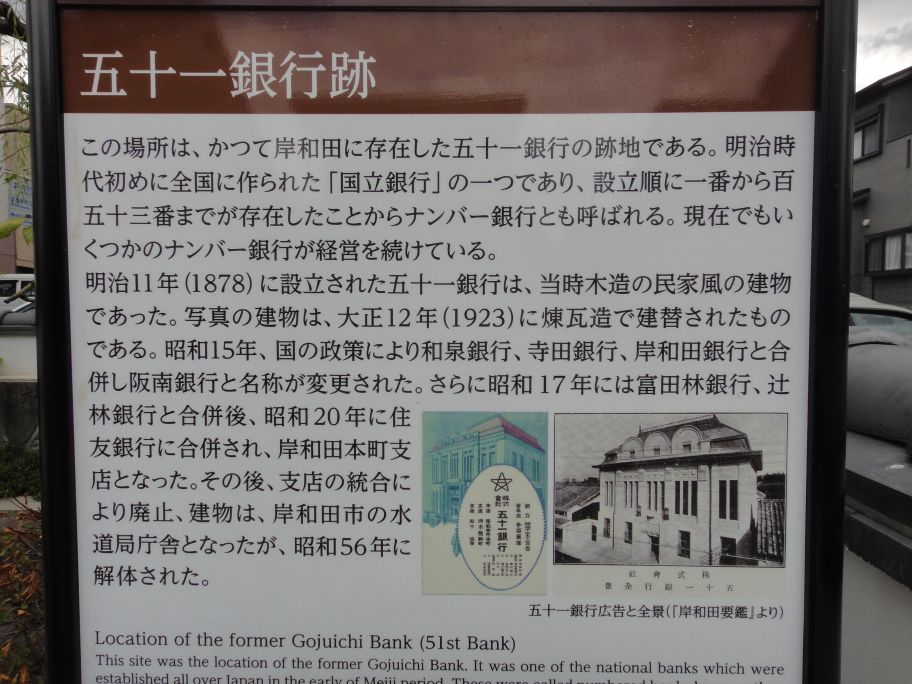 五十一銀行跡
この場所は、かつて岸和田に存在した五十一銀行の跡地である。明治時
代初めに全国に作られた「国立銀行」の一つであり、設立順に一番から百
五十三番までが存在したことからナンバー銀行とも呼ばれる。現在でもい
くつかのナンバー銀行が経営を続けている。
明治11年(1878)に設立された五十一銀行は、当時木造の民家風の建物
であった。写真の建物は、大正12年(1923)に煉瓦造で建替されたもの
である。昭和15年、国の政策により和泉銀行、寺田銀行、岸和田銀行と合
併し阪南銀行と名称が変更された。さらに昭和17年には富田林銀行、辻
林銀行と合併後、昭和20年に住
友銀行に合併され、岸和田本町支
店となった。その後、支店の統合に
より廃止、建物は、岸和田市の水
道局庁舎となったが、昭和56年に
解体された。
株式會社
五十一銀行
社會式株
景全行銀一十五
五十一銀行広告と全景(『岸和田要鑑』より)
Location of the former Gojuichi Bank (51st Bank)
This site was the location of the former Gojuichi Bank. It was one of the national banks which were
established all over Japan in the early of Meiji period. These were called numbered banks